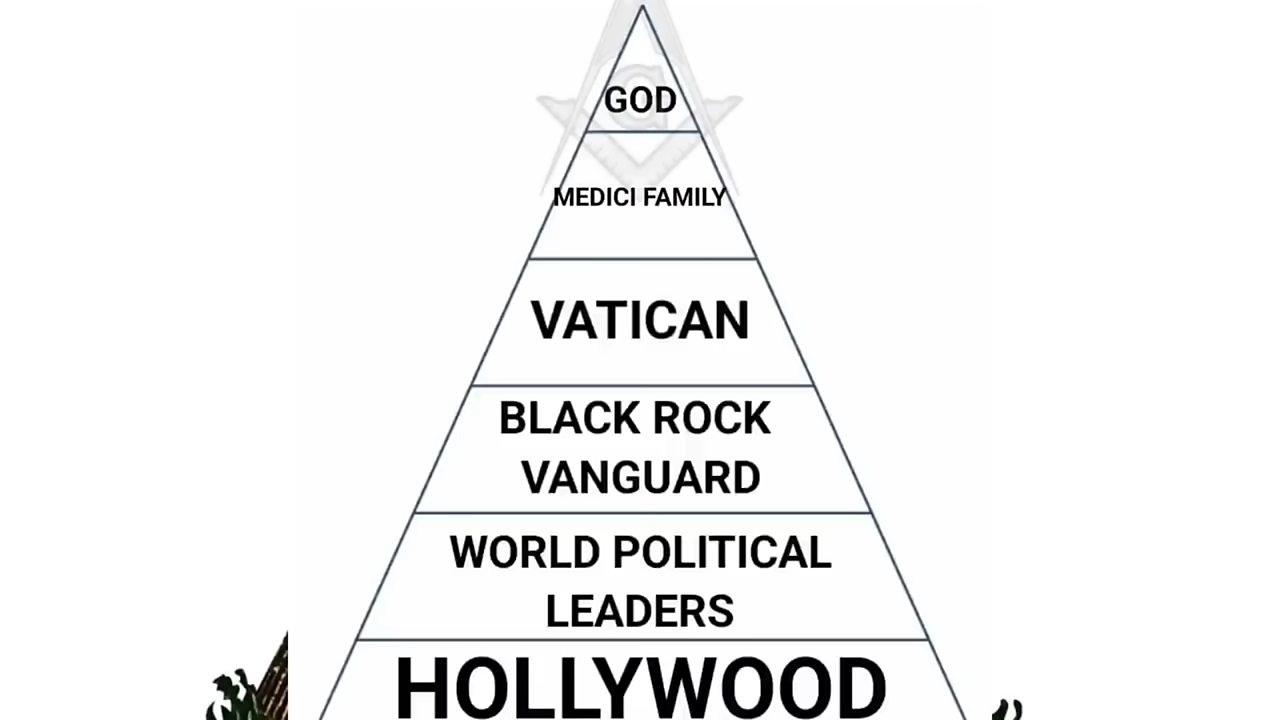 GOD
MEDICI FAMILY
VATICAN
BLACK ROCK
VANGUARD
WORLD POLITICAL
LEADERS
HOLLYWOOD